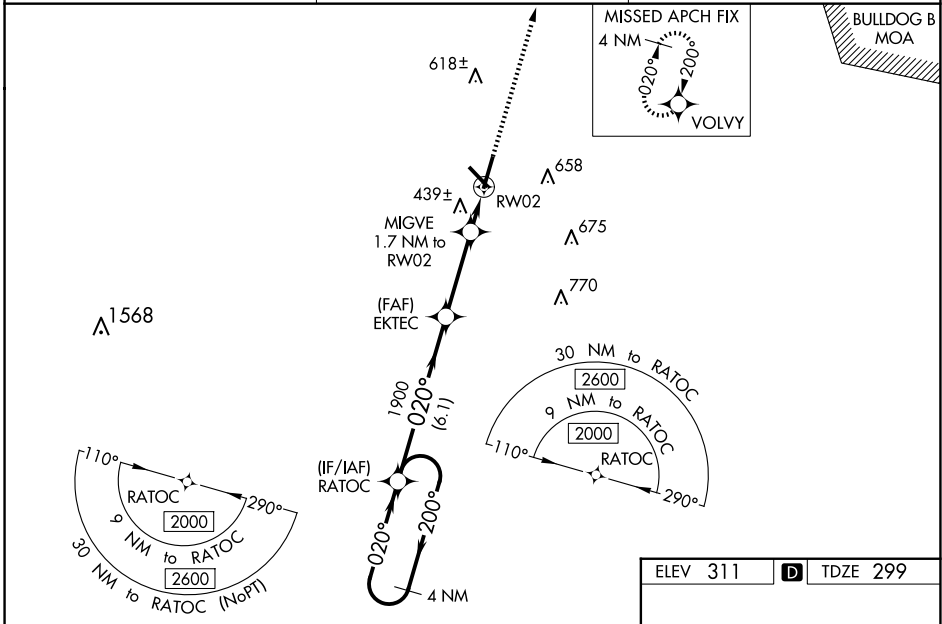 MISSED APCH FIX
4 NM
020°
200°
VOLVY
BULLDOG B
MOA
618±
658
439±
RW02
MIGVE
1.7 NM to
RW02
675
(FAF)
EKTEC
770
1568
1900
020°
(6.1)
30 NM to RATOC
2600
9 NM to RATOC
2000
RATOC
110°
290°
(IF/IAF)
RATOC
020°
200°
4 NM
110°
RATOC
290°
2000
9 NM to RATOC
2600
30 NM to RATOC (NoPT)
ELEV 311 D TDZE 299